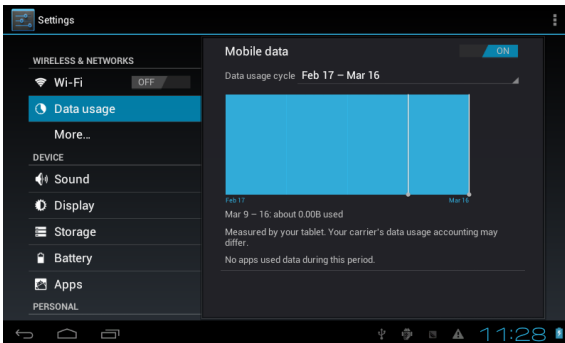 Settings
WIRELESS & NETWORKS
Wi-Fi OFF
Data usage
More...
DEVICE
Sound
Display
Storage
Battery
Apps
PERSONAL
Mobile data ON
Data usage cycle Feb 17 – Mar 16
Feb 17 Mar 16
Mar 9 – 16: about 0.00B used
Measured by your tablet. Your carrier's data usage accounting may
differ.
No apps used data during this period.
11:28